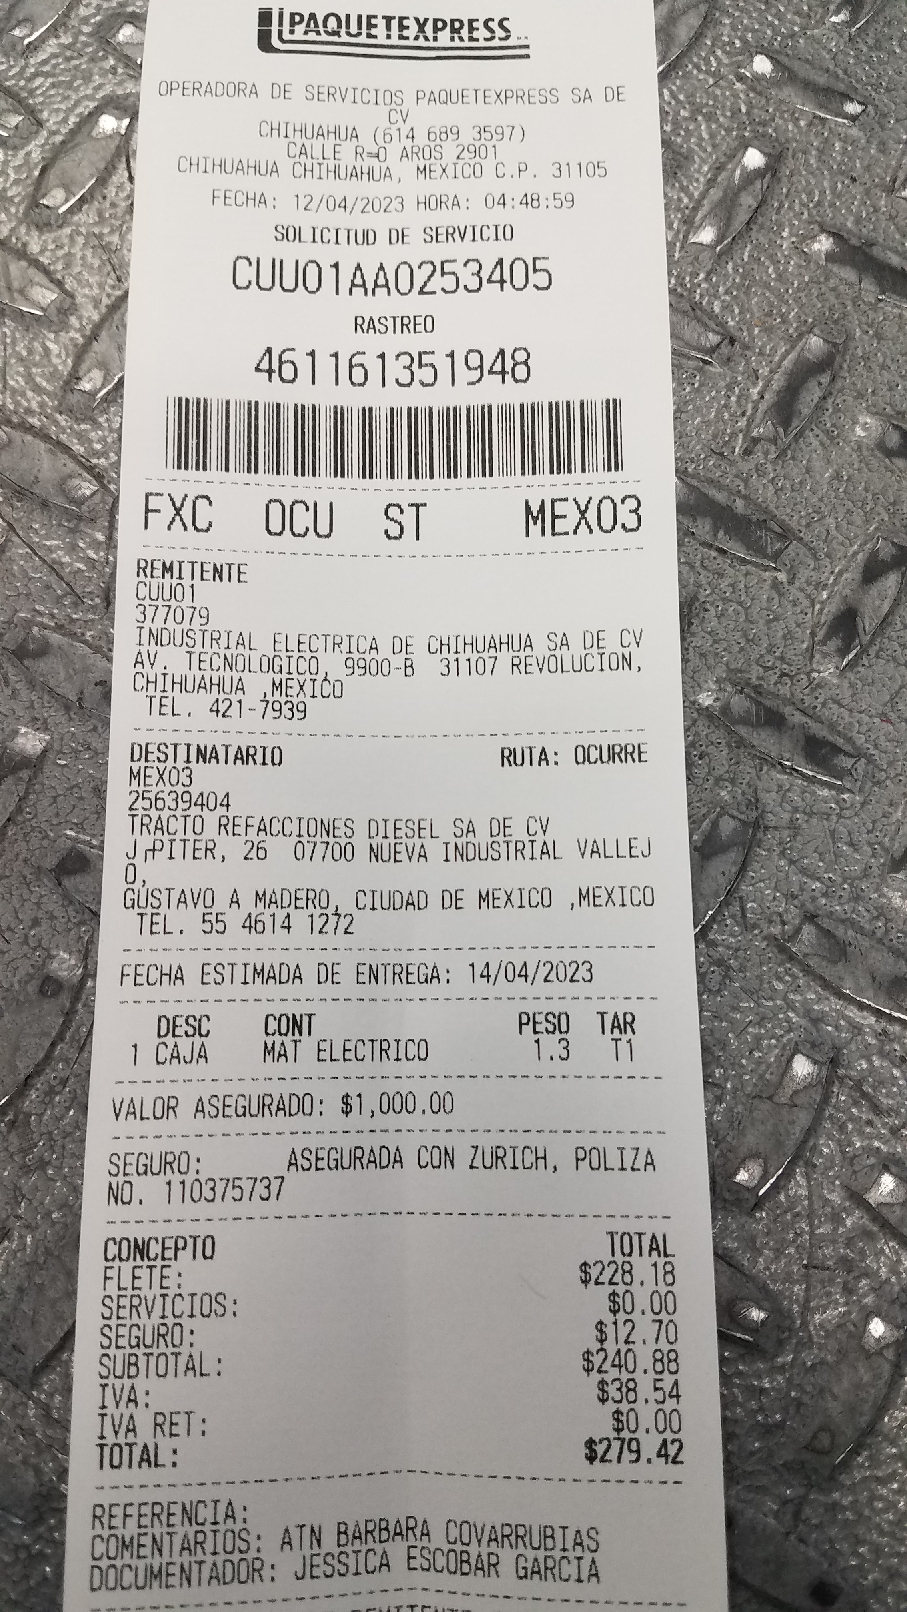 PAQUETEXPRESS
OPERADORA DE SERVICIOS PAQUETEXPRESS SA DE
CV
CHIHUAHUA (614 689 3597)
CALLE R=O AROS 2901
CHIHUAHUA CHIHUAHUA, MEXICO C.P. 31105
FECHA: 12/04/2023 HORA: 04:48:59
SOLICITUD DE SERVICIO
CUU01AA0253405
RASTREO
461161351948
FXC OCU ST MEX03
REMITENTE
CUU01
377079
INDUSTRIAL ELECTRICA DE CHIHUAHUA SA DE CV
AV. TECNOLOGICO, 9900-B 31107 REVOLUCION,
CHIHUAHUA ,MEXICO
TEL. 421-7939
DESTINATARIO RUTA: OCURRE
MEX03
25639404
TRACTO REFACCIONES DIESEL SA DE CV
J┌PITER, 26 07700 NUEVA INDUSTRIAL VALLEJ
O,
GUSTAVO A MADERO, CIUDAD DE MEXICO ,MEXICO
TEL. 55 4614 1272
FECHA ESTIMADA DE ENTREGA: 14/04/2023
DESC CONT PESO TAR
1 CAJA MAT ELECTRICO 1.3 T1
VALOR ASEGURADO: $1,000.00
SEGURO: ASEGURADA CON ZURICH, POLIZA
NO. 110375737
CONCEPTO TOTAL
FLETE: $228.18
SERVICIOS: $0.00
SEGURO: $12.70
SUBTOTAL: $240.88
IVA: $38.54
IVA RET: $0.00
TOTAL: $279.42
REFERENCIA:
COMENTARIOS: ATN BARBARA COVARRUBIAS
DOCUMENTADOR: JESSICA ESCOBAR GARCIA